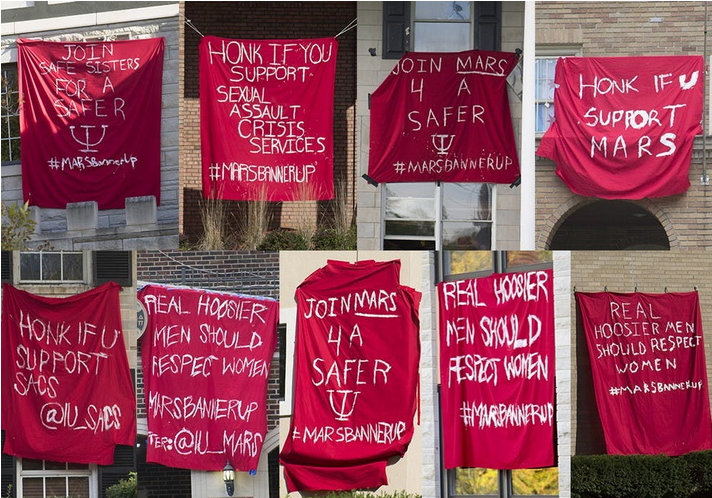 JOIN
SAFE SISTERS
FOR A
SAFER
#MARSBANNERUP
HONK IF YOU
SUPPORT
SEXUAL
ASSAULT
CRISIS
SERVICES
#MARSBANNERUP
JOIN MARS
4 A
SAFER
#MARSBANNERUP
HONK IF U
SUPPORT
MARS
HONK IF U
SUPPORT
SACS
@IU_SACS
REAL HOOSIER
MEN SHOULD
RESPECT WOMEN
MARSBANNERUP
@IU_MARS
JOIN MARS
4 A
SAFER
#MARSBANNERUP
REAL HOOSIER
MEN SHOULD
RESPECT WOMEN
#MARSBANNERUP
REAL
HOOSIER MEN
SHOULD RESPECT
WOMEN
#MARSBANNERUP